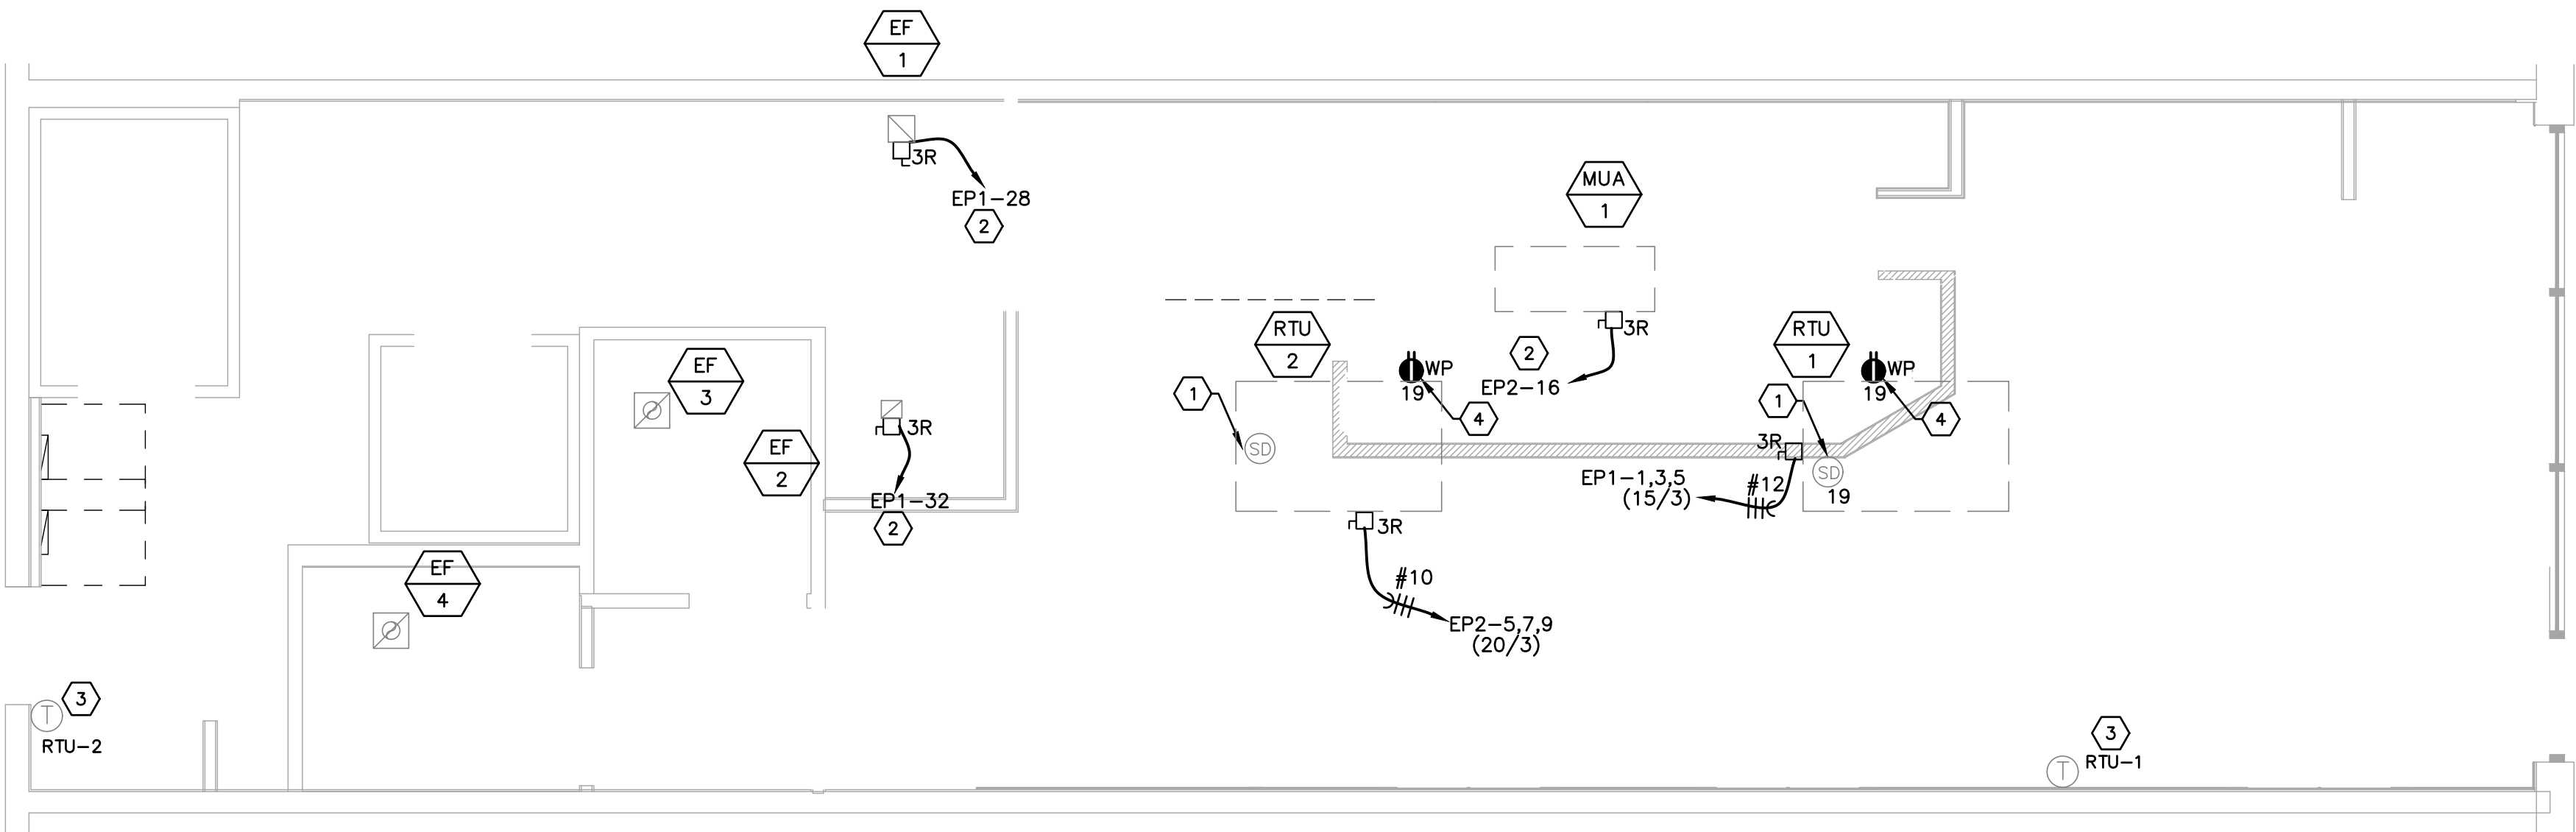 EF
1
3R
EP1-28
2
MUA
1
3R
2
EP2-16
RTU
2
WP
19
4
1
SD
RTU
1
WP
19
4
1
SD
19
3R
EP1-1,3,5
(15/3)
#12
3R
#10
EP2-5,7,9
(20/3)
EF
3
EF
2
3R
EP1-32
2
EF
4
3
T
RTU-2
3
T
RTU-1